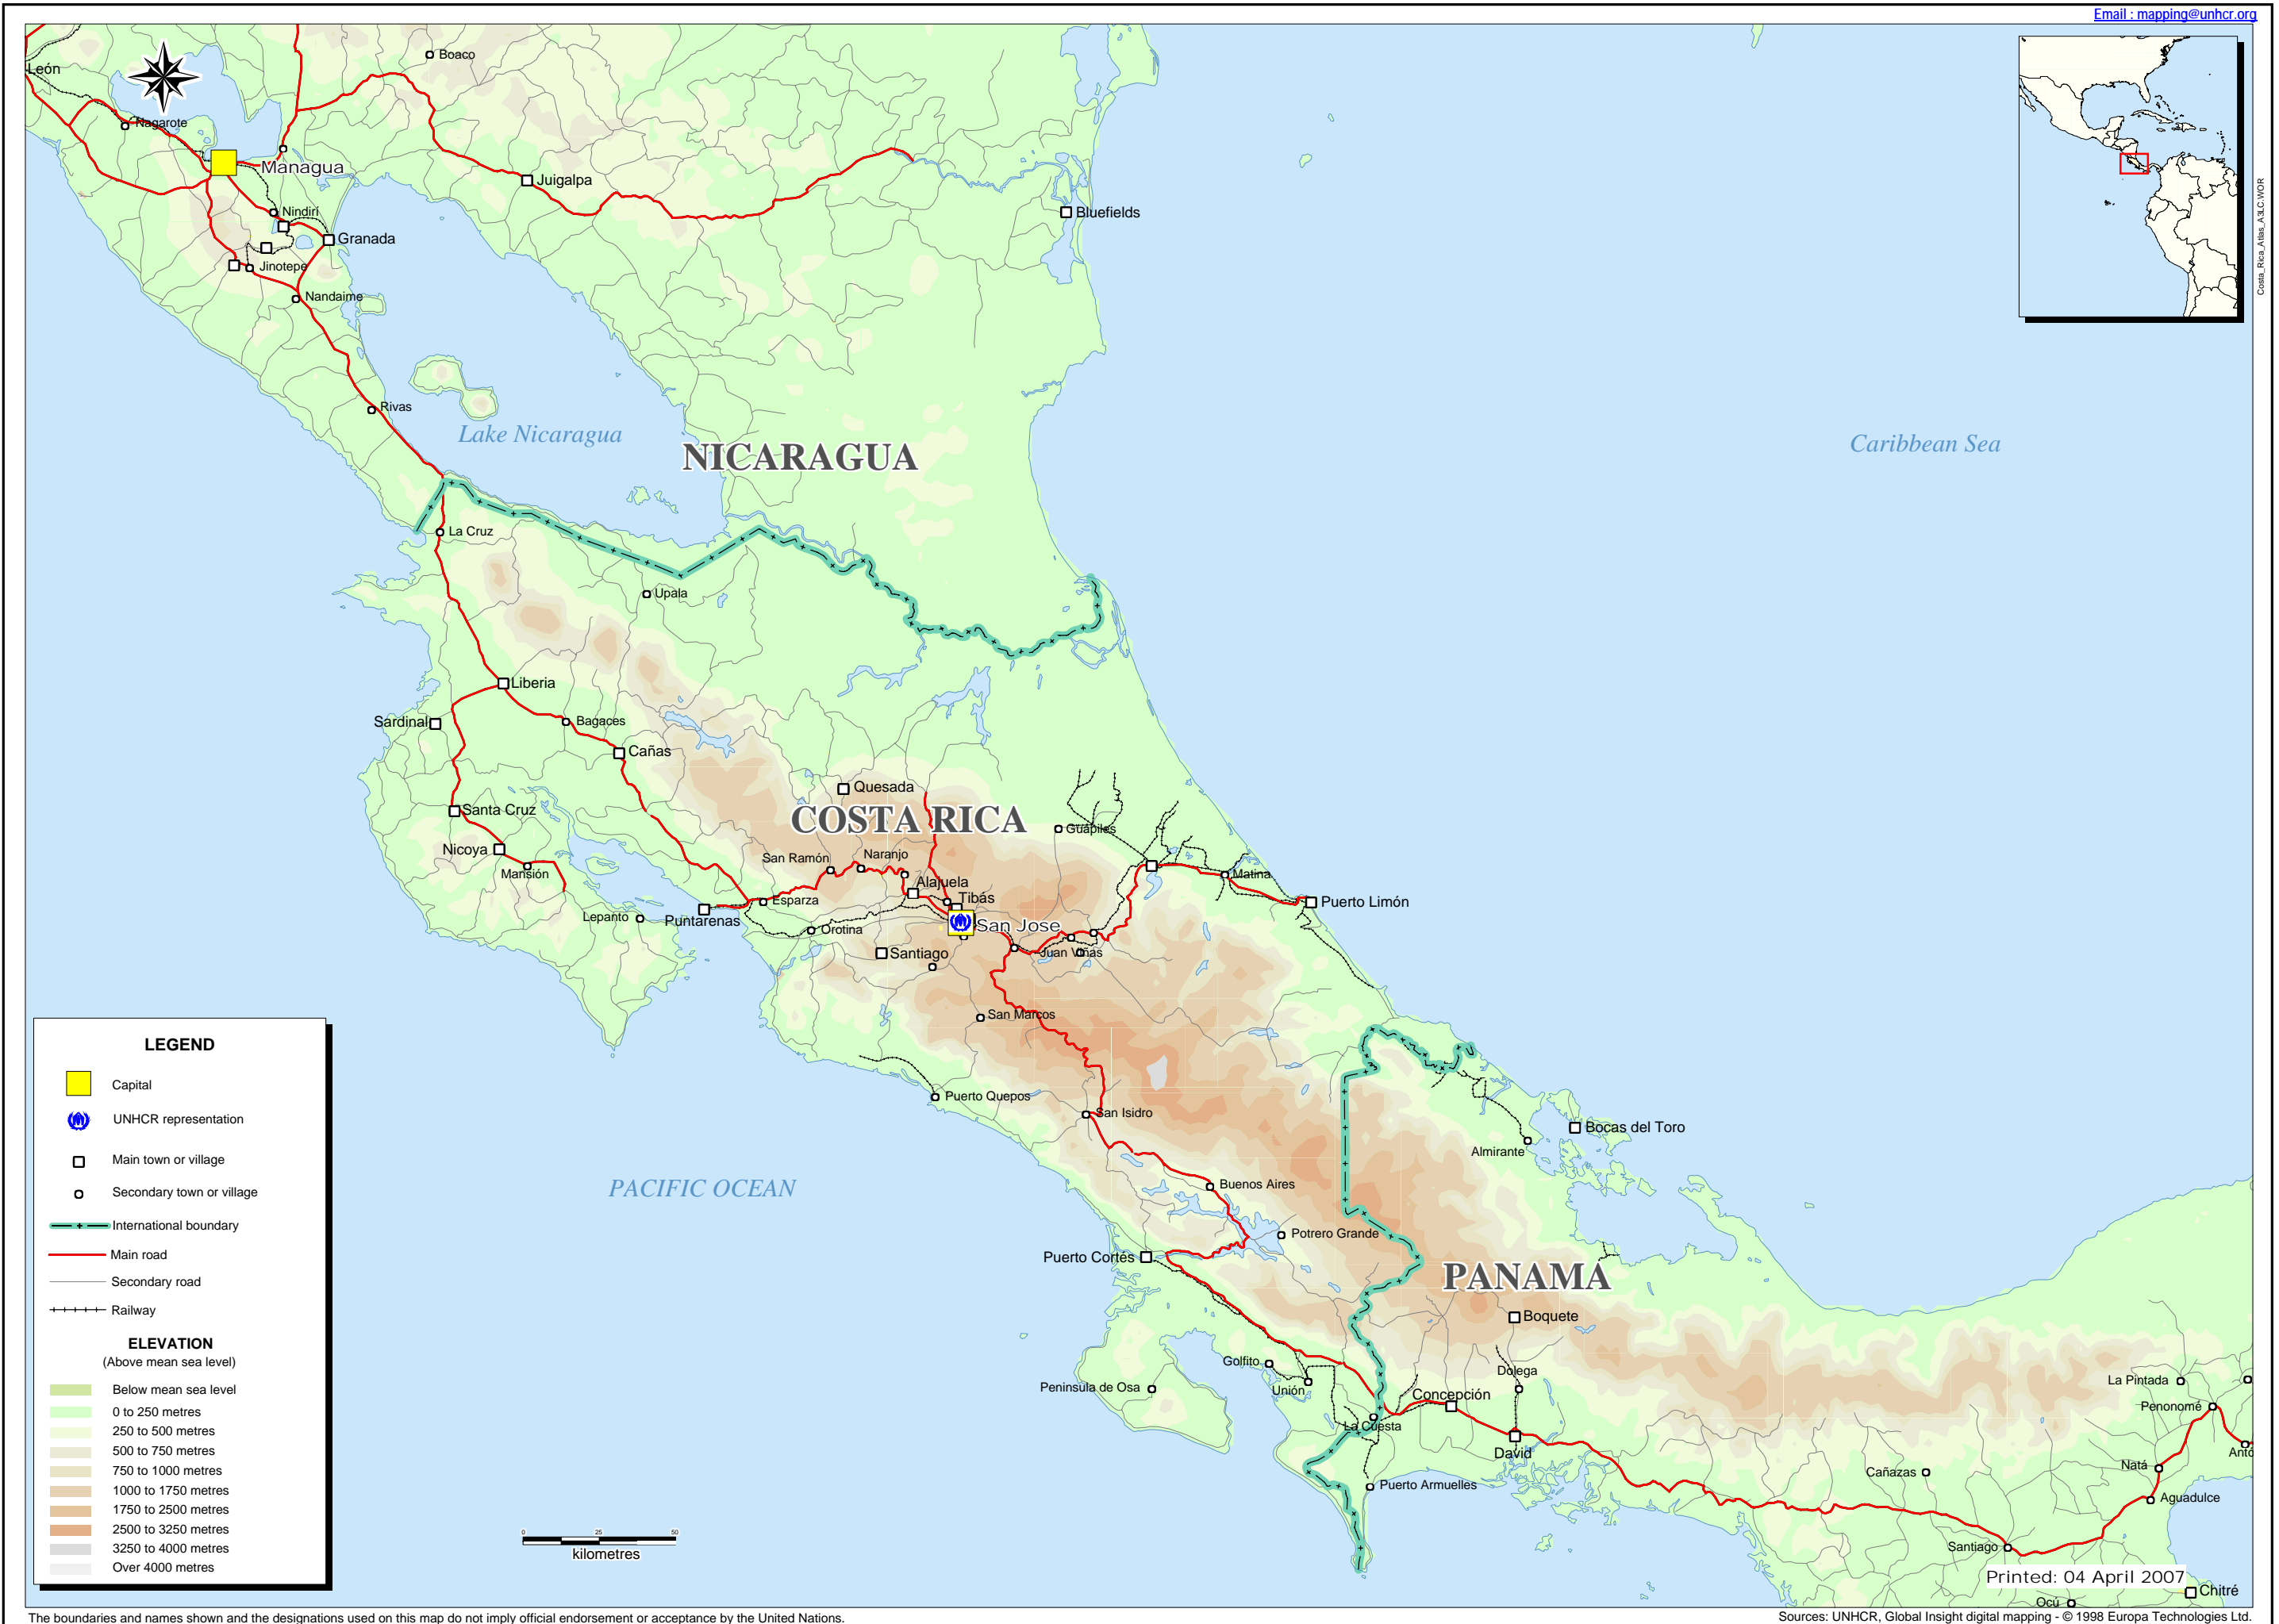 Email : mapping@unhcr.org
Costa_Rica_Atlas_A3LC.WOR
León
Boaco
Nagarote
Managua
Juigalpa
Bluefields
Nindirí
Granada
Jinotepe
Nandaime
Rivas
Lake Nicaragua
NICARAGUA
Caribbean Sea
La Cruz
Upala
Liberia
Sardinal
Bagaces
Cañas
Quesada
Santa Cruz
COSTA RICA
Guápiles
Nicoya
Mansión
San Ramón
Naranjo
Alajuela
Matina
Tibás
Esparza
Puerto Limón
Lepanto
Puntarenas
Orotina
San Jose
Santiago
Juan Viñas
San Marcos
Puerto Quepos
San Isidro
Bocas del Toro
Almirante
PACIFIC OCEAN
Buenos Aires
Potrero Grande
Puerto Cortés
PANAMA
Boquete
Golfito
Unión
Dolega
Peninsula de Osa
Concepción
La Pintada
Penonomé
La Cuesta
David
Antó
Natá
Cañazas
Puerto Armuelles
Aguadulce
Santiago
Chitré
Ocú
LEGEND
Capital
UNHCR representation
Main town or village
Secondary town or village
International boundary
Main road
Secondary road
Railway
ELEVATION
(Above mean sea level)
Below mean sea level
0 to 250 metres
250 to 500 metres
500 to 750 metres
750 to 1000 metres
1000 to 1750 metres
1750 to 2500 metres
2500 to 3250 metres
3250 to 4000 metres
Over 4000 metres
0 25 50
kilometres
Printed: 04 April 2007
The boundaries and names shown and the designations used on this map do not imply official endorsement or acceptance by the United Nations.
Sources: UNHCR, Global Insight digital mapping - © 1998 Europa Technologies Ltd.